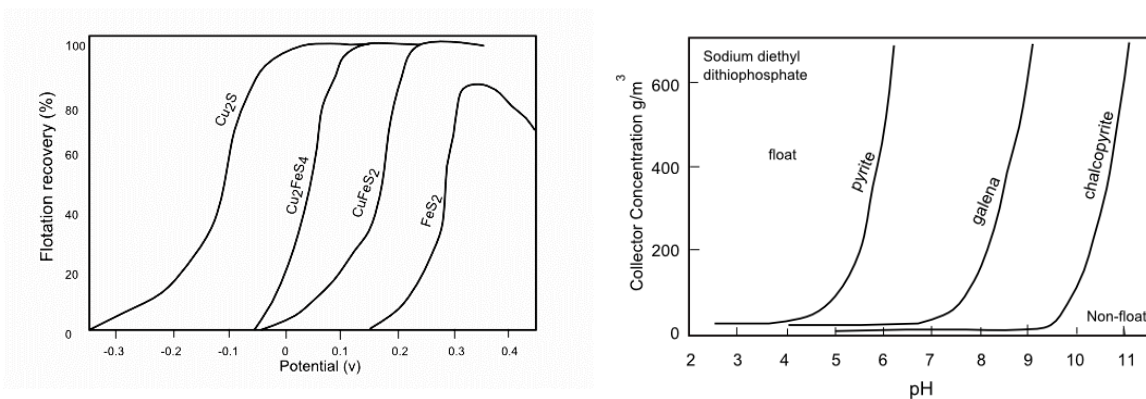 100
80
60
40
20
0
Flotation recovery (%)
Cu2S
Cu2FeS4
CuFeS2
FeS2
-0.3
-0.2
-0.1
0
0.1
0.2
0.3
0.4
Potential (v)
Sodium diethyl
dithiophosphate
600
400
200
0
Collector Concentration g/m3
float
pyrite
galena
chalcopyrite
Non-float
2
3
4
5
6
7
8
9
10
11
pH